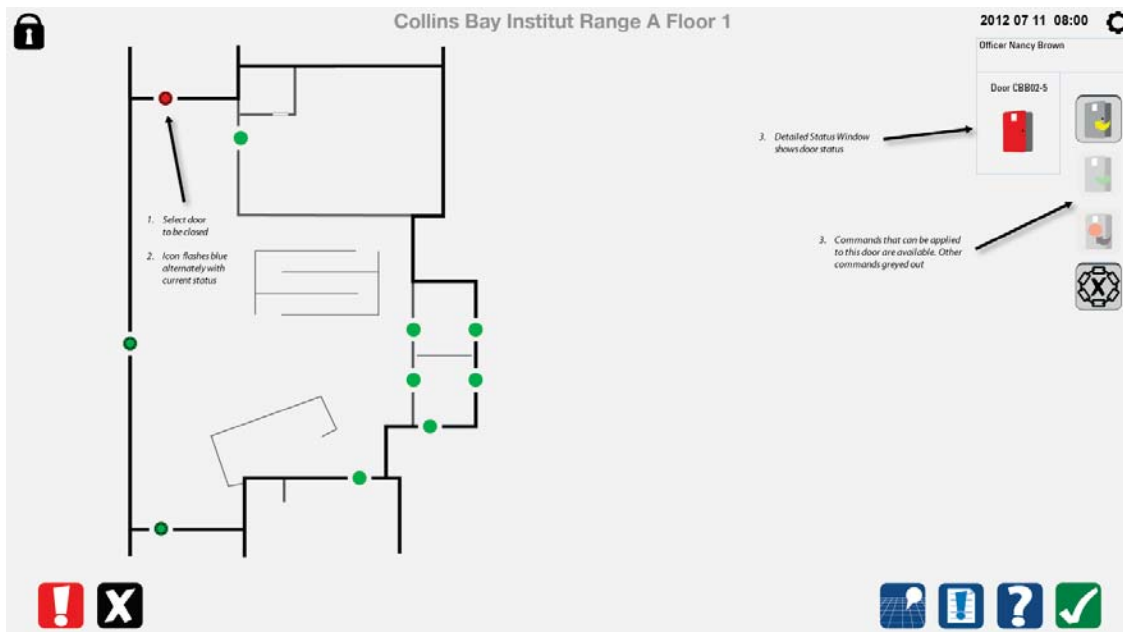 Collins Bay Institut Range A Floor 1
2012 07 11 08:00
Officer Nancy Brown
Door CBB02-5
3. Detailed Status Window
shows door status
1. Select door
to be closed
2. Icon flashes blue
alternately with
current status
3. Commands that can be applied
to this door are available. Other
commands greyed out
X
! X
?